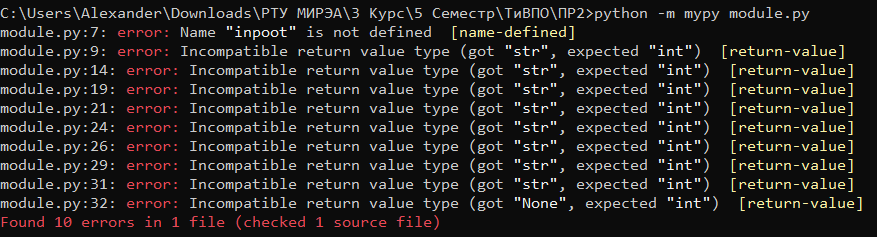 C:\Users\Alexander\Downloads\РТУ МИРЭА\3 Курс\5 Семестр\ТиВПО\ПР2>python -m mypy module.py
module.py:7: error: Name "inpoot" is not defined  [name-defined]
module.py:9: error: Incompatible return value type (got "str", expected "int")  [return-value]
module.py:14: error: Incompatible return value type (got "str", expected "int")  [return-value]
module.py:19: error: Incompatible return value type (got "str", expected "int")  [return-value]
module.py:21: error: Incompatible return value type (got "str", expected "int")  [return-value]
module.py:24: error: Incompatible return value type (got "str", expected "int")  [return-value]
module.py:26: error: Incompatible return value type (got "str", expected "int")  [return-value]
module.py:29: error: Incompatible return value type (got "str", expected "int")  [return-value]
module.py:31: error: Incompatible return value type (got "str", expected "int")  [return-value]
module.py:32: error: Incompatible return value type (got "None", expected "int")  [return-value]
Found 10 errors in 1 file (checked 1 source file)